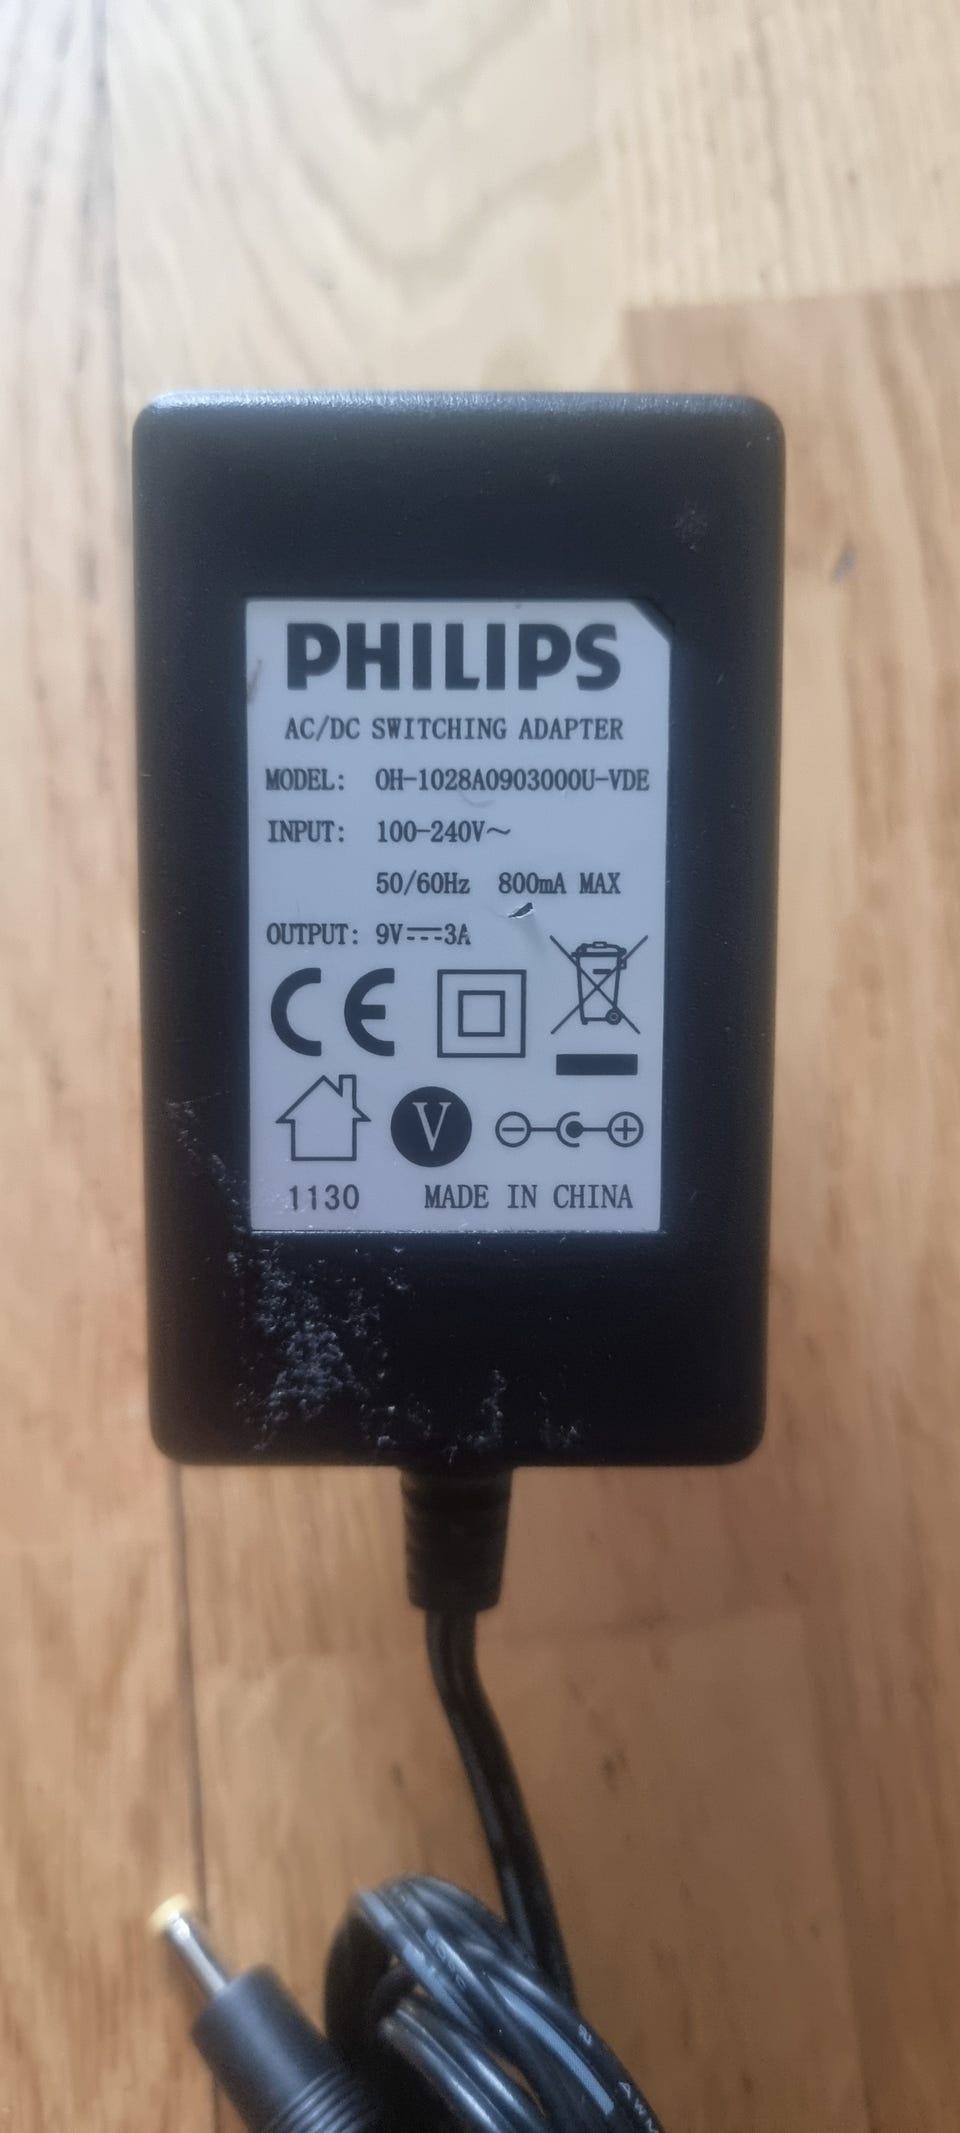 PHILIPS
AC/DC SWITCHING ADAPTER
MODEL: OH-1028A0903000U-VDE
INPUT: 100-240V~
50/60Hz 800mA MAX
OUTPUT: 9V⎓3A
CE
V
1130 MADE IN CHINA